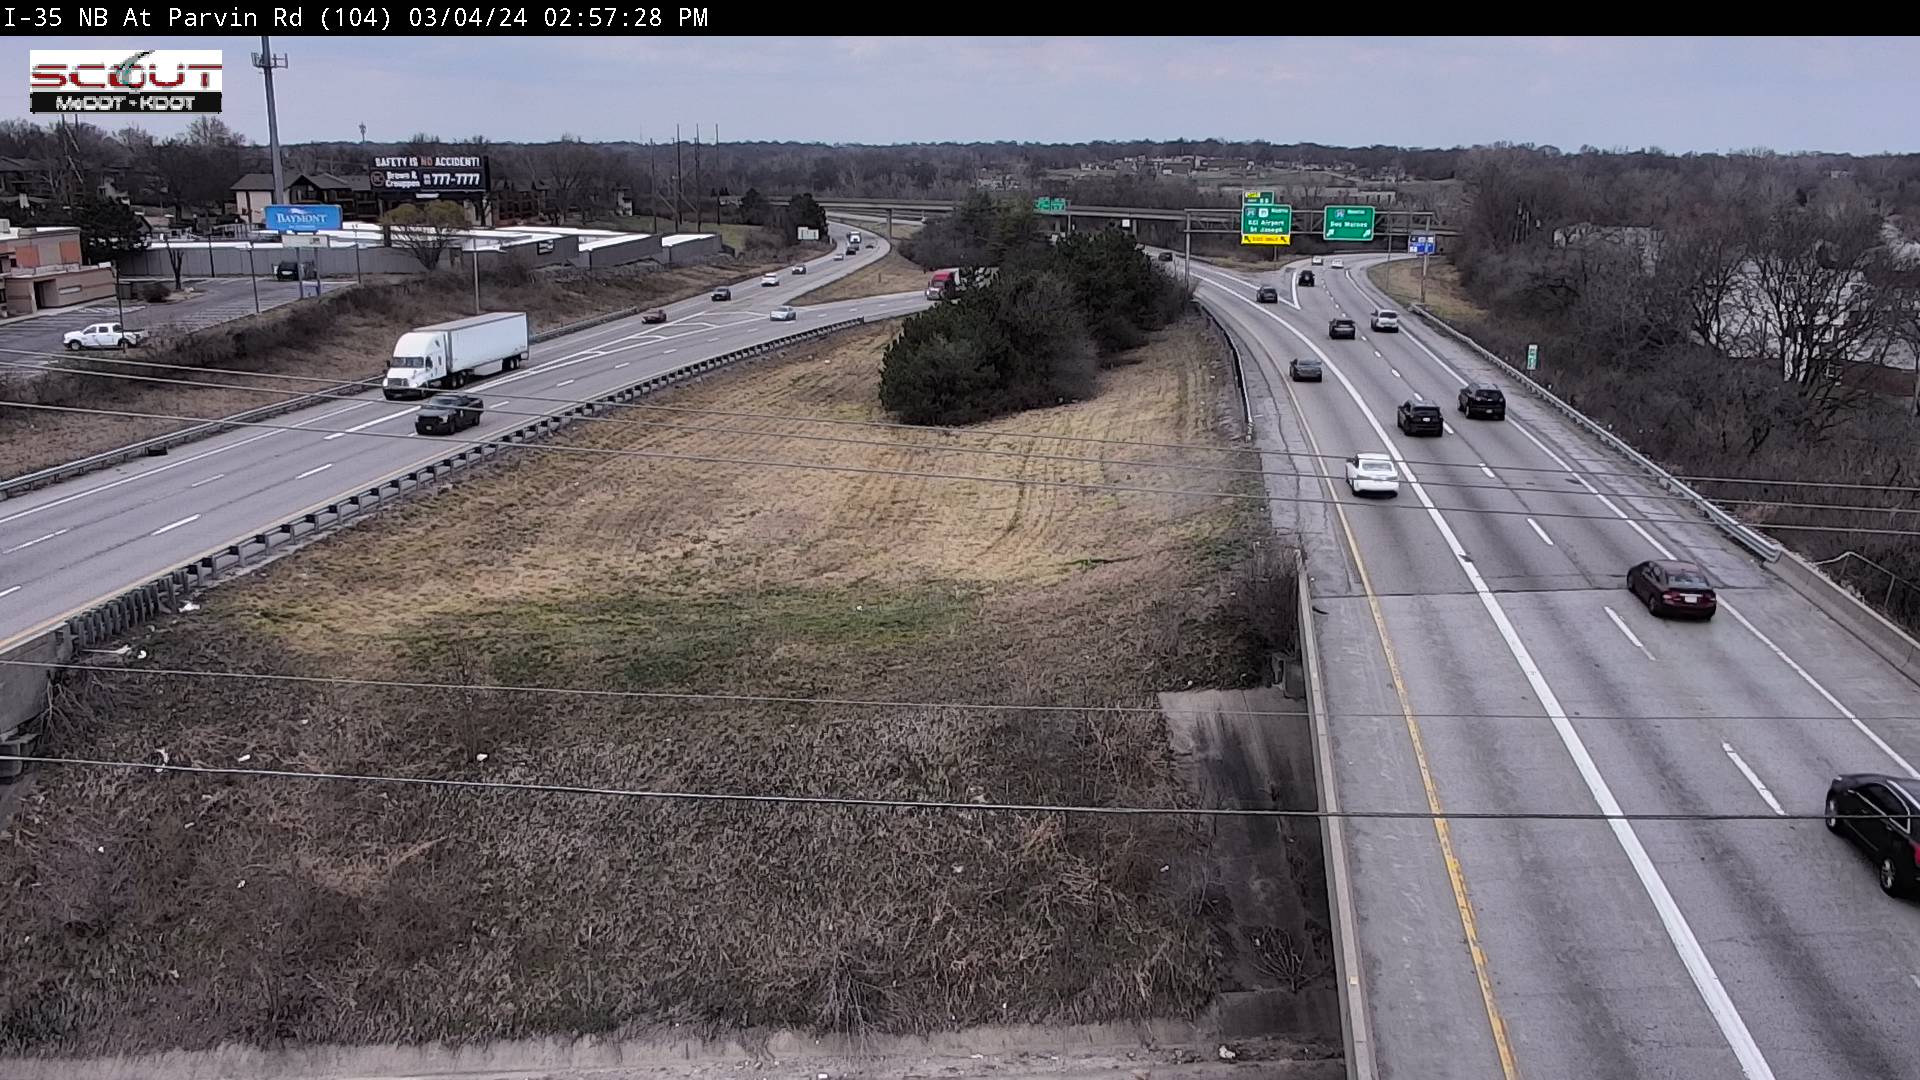 I-35 NB At Parvin Rd (104) 03/04/24 02:57:28 PM
SCOUT
MoDOT - KDOT
SAFETY IS NO ACCIDENT!
Brown &
Crouppen
777-7777
BAYMONT
KCI Airport
St Joseph
Des Moines